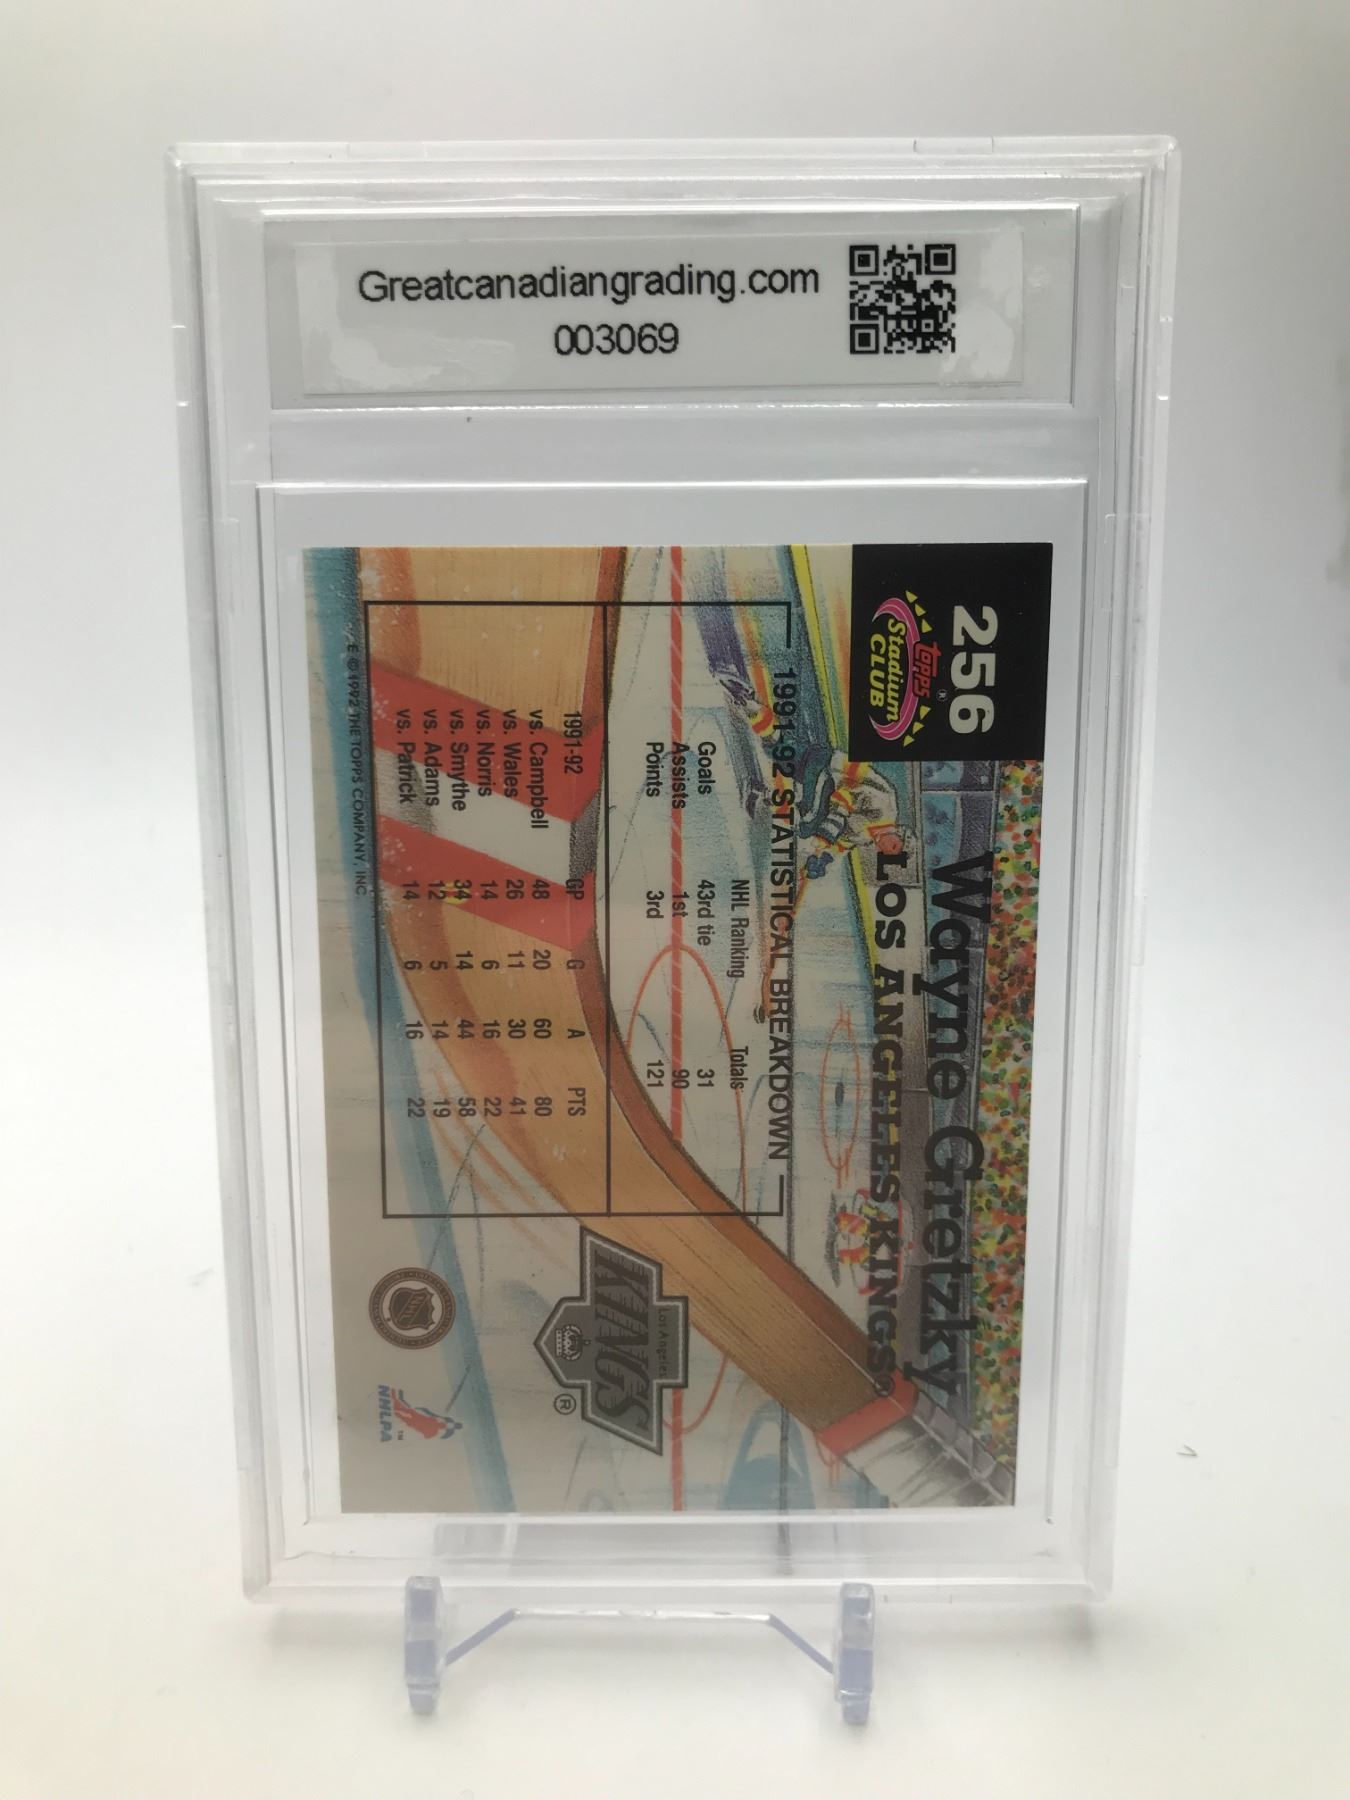 Greatcanadiangrading.com
003069
256
Topps®
Stadium
CLUB
Wayne Gretzky
LOS ANGELES KINGS®
1991-92 STATISTICAL BREAKDOWN
NHL Ranking Totals
Goals 43rd tie 31
Assists 1st 90
Points 3rd 121
1991-92 GP G A PTS
vs. Campbell 48 20 60 80
vs. Wales 26 11 30 41
vs. Norris 14 6 16 22
vs. Smythe 34 14 44 58
vs. Adams 12 5 14 19
vs. Patrick 14 6 16 22
Los Angeles
KINGS
®
NHL
NHLPA™
E © 1992 THE TOPPS COMPANY, INC.